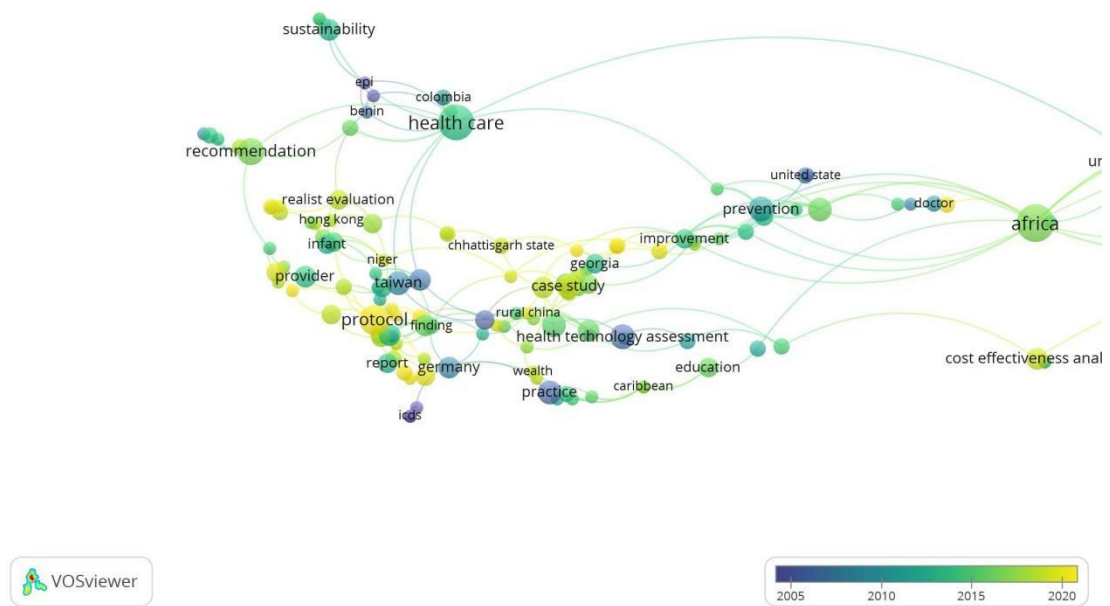 sustainability
epi
colombia
benin
health care
recommendation
un
united state
realist evaluation
prevention
doctor
hong kong
africa
infant
chhattisgarh state
improvement
niger
georgia
provider
taiwan
case study
rural china
protocol
finding
health technology assessment
cost effectiveness anal
report
germany
wealth
education
practice
caribbean
icds
VOSviewer
2005 2010 2015 2020